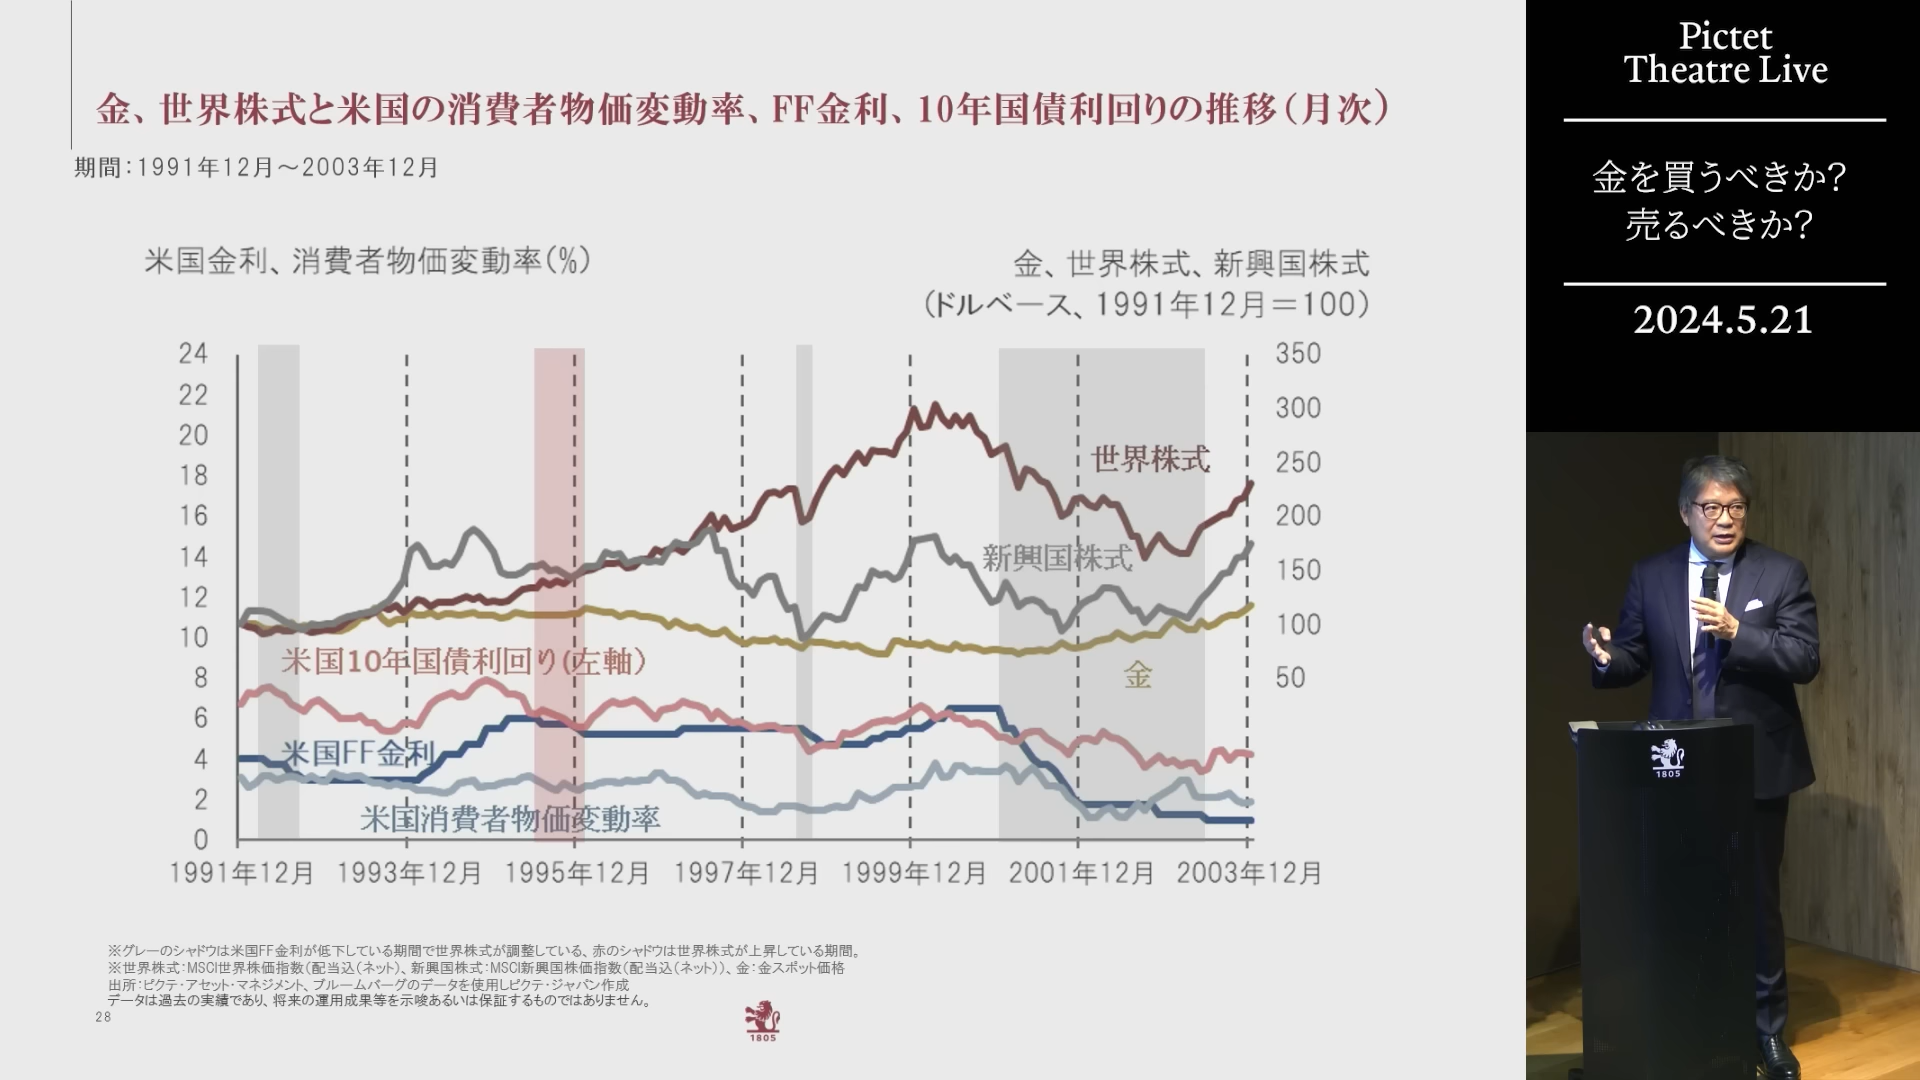 金、世界株式と米国の消費者物価変動率、FF金利、10年国債利回りの推移（月次）
期間：1991年12月～2003年12月
米国金利、消費者物価変動率（%）
金、世界株式、新興国株式
（ドルベース、1991年12月＝100）
24
22
20
18
16
14
12
10
8
6
4
2
0
350
300
250
200
150
100
50
世界株式
新興国株式
金
米国10年国債利回り（左軸）
米国FF金利
米国消費者物価変動率
1991年12月 1993年12月 1995年12月 1997年12月 1999年12月 2001年12月 2003年12月
※グレーのシャドウは米国FF金利が低下している期間で世界株式が調整している、赤のシャドウは世界株式が上昇している期間。
※世界株式：MSCI世界株価指数（配当込（ネット）、新興国株式：MSCI新興国株価指数（配当込（ネット））、金：金スポット価格
出所：ピクテ・アセット・マネジメント、ブルームバーグのデータを使用しピクテ・ジャパン作成
データは過去の実績であり、将来の運用成果等を示唆あるいは保証するものではありません。
28
1805
Pictet
Theatre Live
金を買うべきか?
売るべきか?
2024.5.21
1805